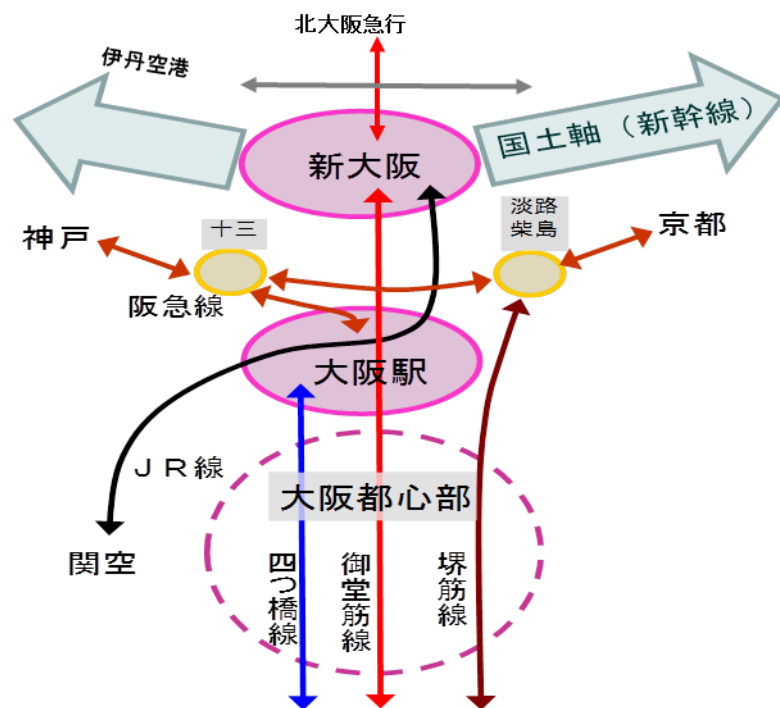 北大阪急行
伊丹空港
国土軸（新幹線）
新大阪
十三
淡路
柴島
神戸
京都
阪急線
大阪駅
ＪＲ線
大阪都心部
関空
四つ橋線
御堂筋線
堺筋線